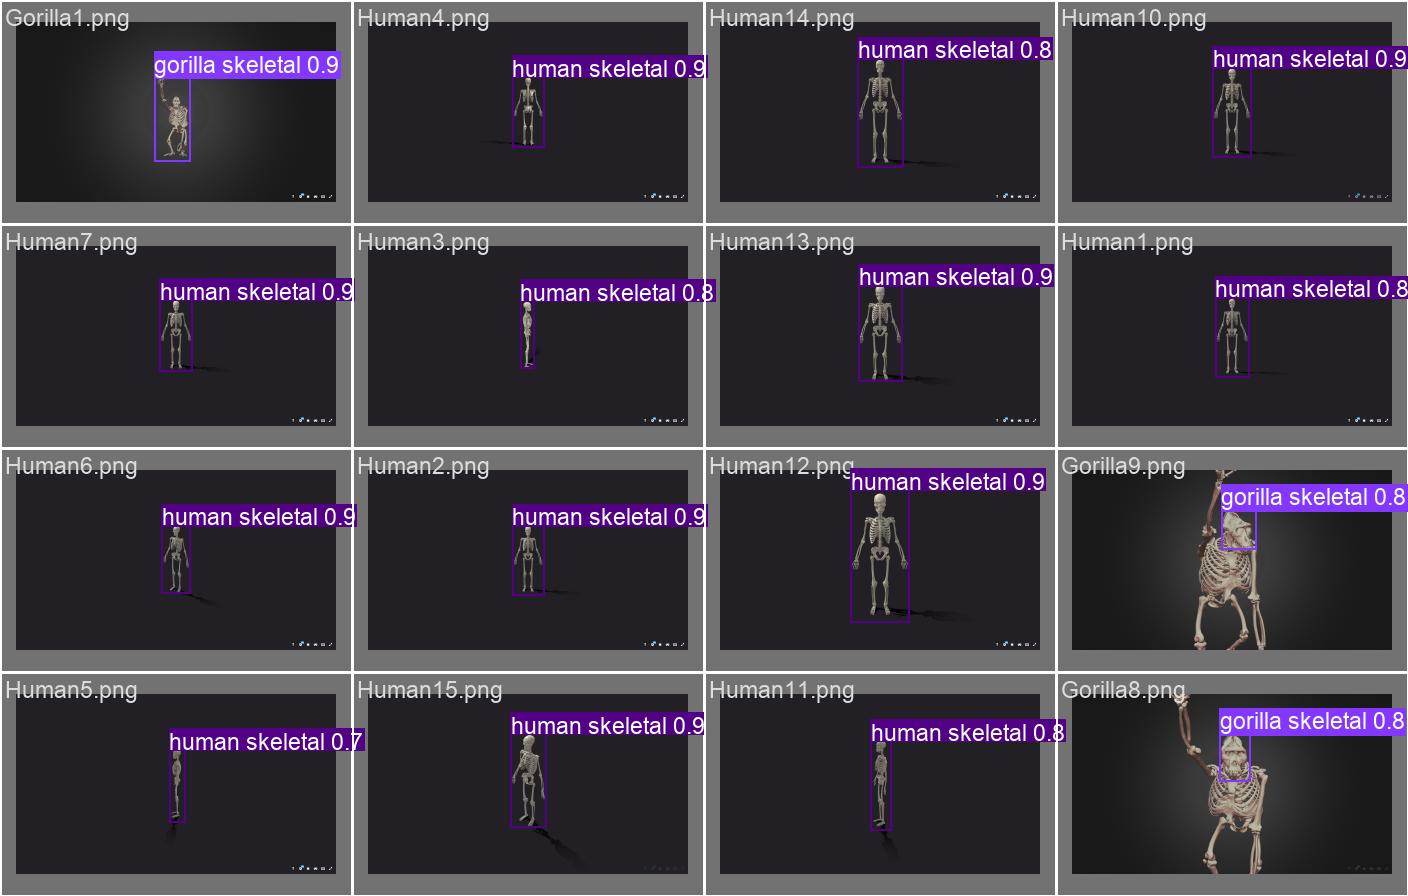 Gorilla1.png
gorilla skeletal 0.9
Human4.png
human skeletal 0.9
Human14.png
human skeletal 0.8
Human10.png
human skeletal 0.9
Human7.png
human skeletal 0.9
Human3.png
human skeletal 0.8
Human13.png
human skeletal 0.9
Human1.png
human skeletal 0.8
Human6.png
human skeletal 0.9
Human2.png
human skeletal 0.9
Human12.png
human skeletal 0.9
Gorilla9.png
gorilla skeletal 0.8
Human5.png
human skeletal 0.7
Human15.png
human skeletal 0.9
Human11.png
human skeletal 0.8
Gorilla8.png
gorilla skeletal 0.8